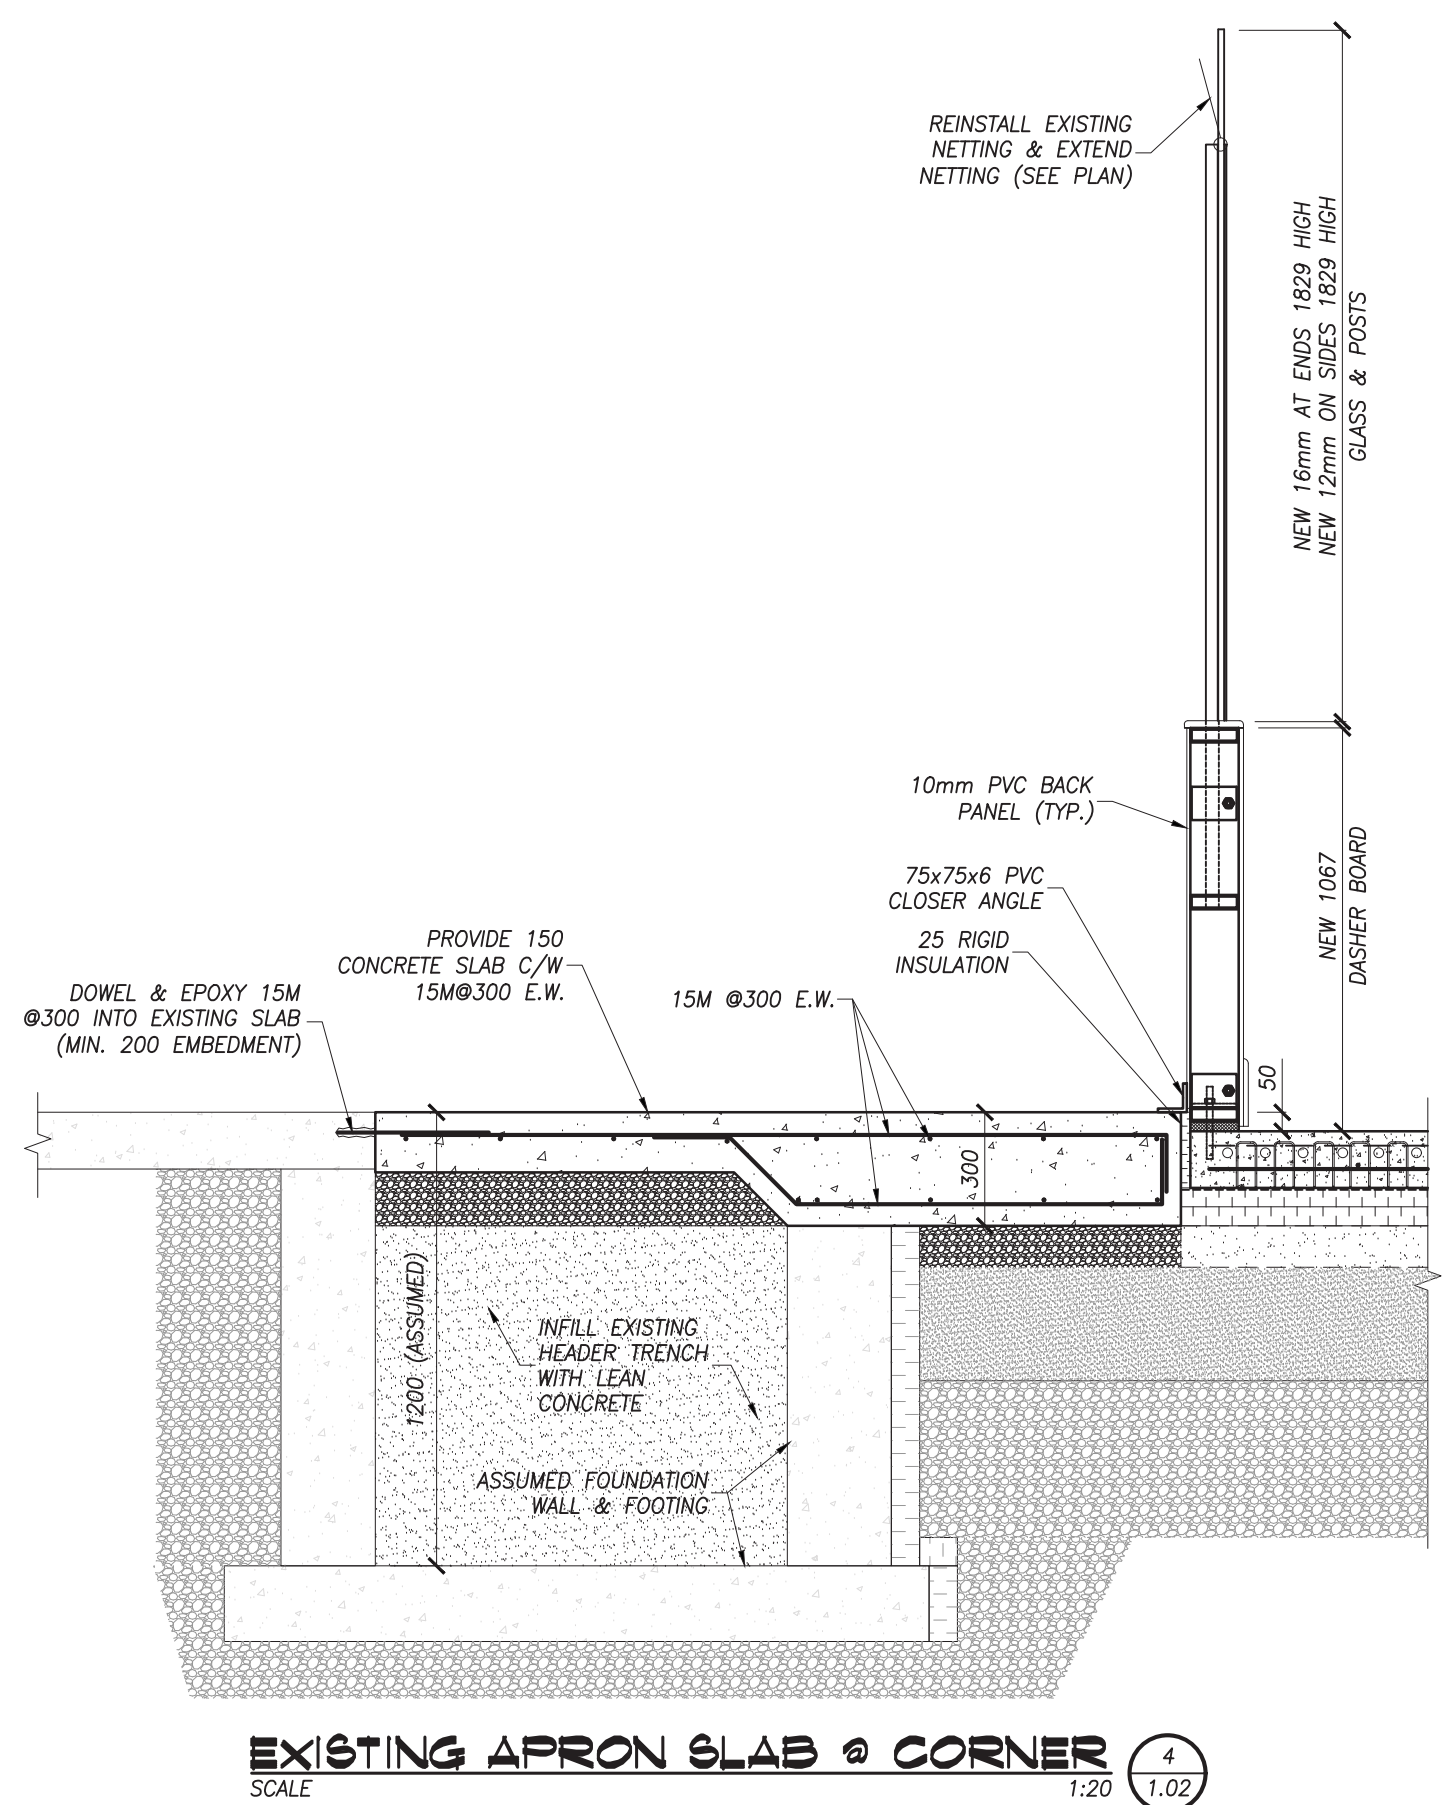 REINSTALL EXISTING
NETTING & EXTEND
NETTING (SEE PLAN)
NEW 16mm AT ENDS 1829 HIGH
NEW 12mm ON SIDES 1829 HIGH
GLASS & POSTS
10mm PVC BACK
PANEL (TYP.)
NEW 1067
DASHER BOARD
75x75x6 PVC
CLOSER ANGLE
25 RIGID
INSULATION
PROVIDE 150
CONCRETE SLAB C/W
15M@300 E.W.
15M @300 E.W.
DOWEL & EPOXY 15M
@300 INTO EXISTING SLAB
(MIN. 200 EMBEDMENT)
50
300
1200 (ASSUMED)
INFILL EXISTING
HEADER TRENCH
WITH LEAN
CONCRETE
ASSUMED FOUNDATION
WALL & FOOTING
EXISTING APRON SLAB @ CORNER
SCALE
1:20
4
1.02